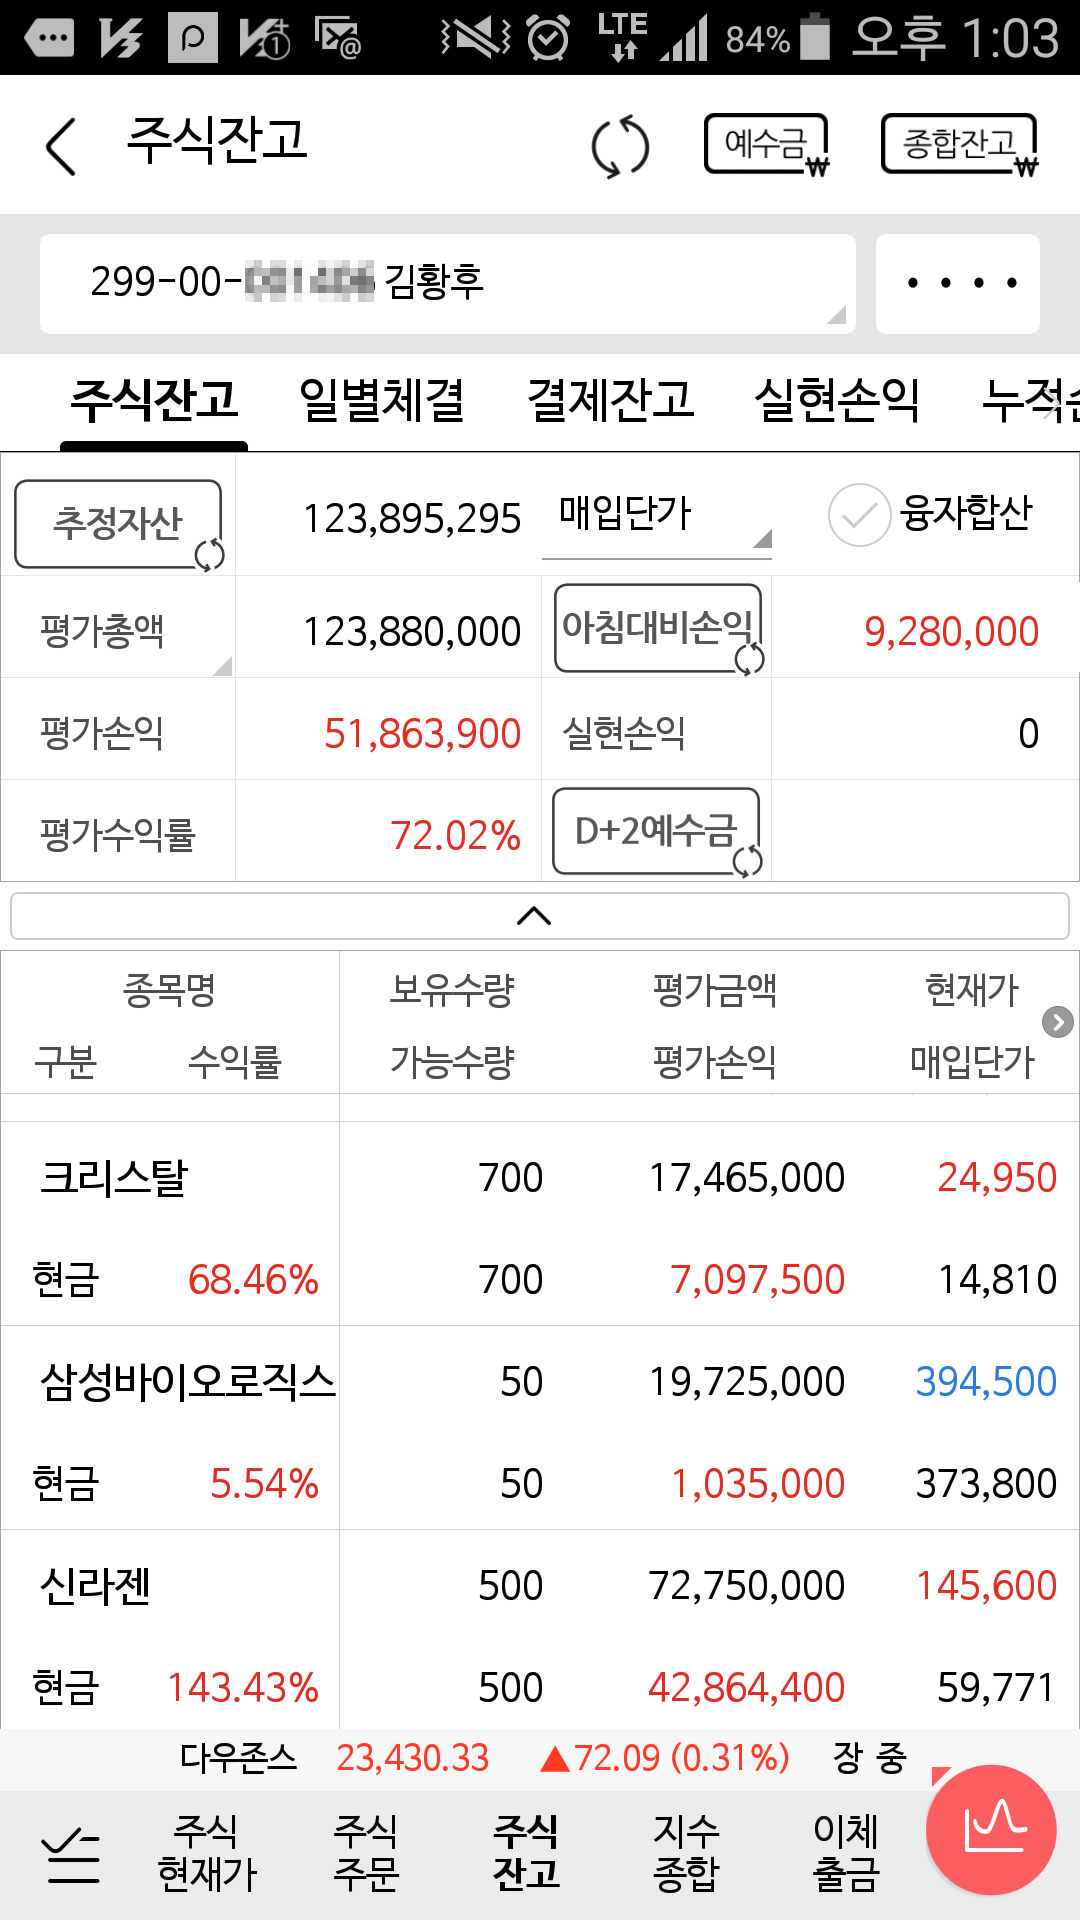 LTE 84% 오후 1:03
주식잔고 예수금 ₩ 종합잔고 ₩
299-00- 김황후 • • • •
주식잔고 일별체결 결제잔고 실현손익
추정자산 123,895,295 매입단가 융자합산
평가총액 123,880,000 아침대비손익 9,280,000
평가손익 51,863,900 실현손익 0
평가수익률 72.02% D+2예수금
종목명 보유수량 평가금액 현재가
구분 수익률 가능수량 평가손익 매입단가
크리스탈 700 17,465,000 24,950
현금 68.46% 700 7,097,500 14,810
삼성바이오로직스 50 19,725,000 394,500
현금 5.54% 50 1,035,000 373,800
신라젠 500 72,750,000 145,600
현금 143.43% 500 42,864,400 59,771
다우존스 23,430.33 ▲72.09 (0.31%) 장 중
주식 현재가
주식 주문
주식 잔고
지수 종합
이체 출금